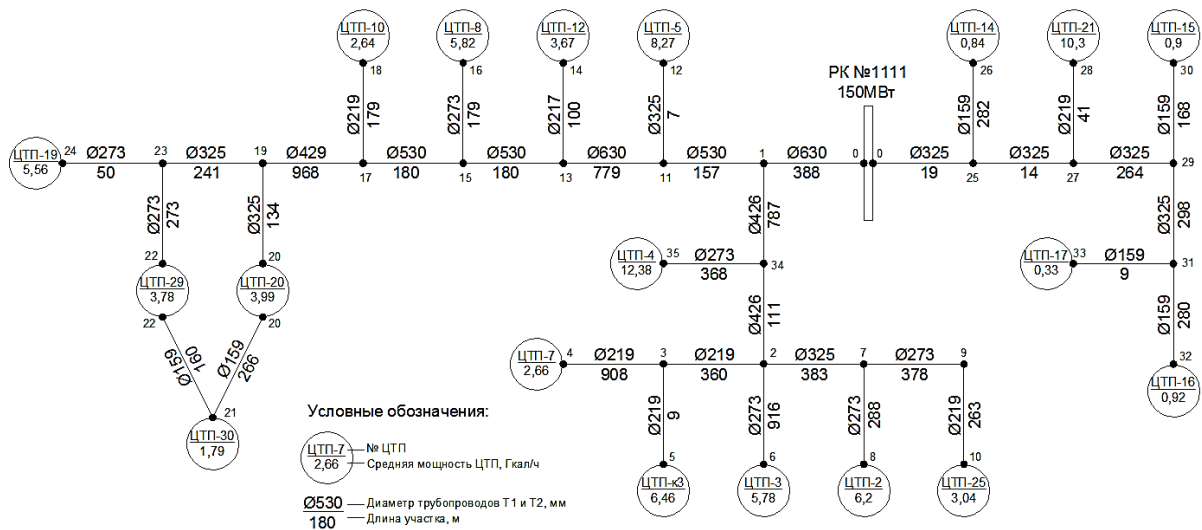 ЦТП-10
2,64
ЦТП-8
5,82
ЦТП-12
3,67
ЦТП-5
8,27
ЦТП-14
0,84
ЦТП-21
10,3
ЦТП-15
0,9
18
16
14
12
РК №1111
150МВт
26
28
30
Ø219
179
Ø273
179
Ø217
100
Ø325
7
Ø159
282
Ø219
41
Ø159
168
ЦТП-19
5,56
24
Ø273
50
23
Ø325
241
19
Ø429
968
17
Ø530
180
15
Ø530
180
13
Ø630
779
11
Ø530
157
1
Ø630
388
0
0
Ø325
19
25
Ø325
14
27
Ø325
264
29
Ø273
273
Ø325
134
Ø426
787
Ø325
298
22
ЦТП-29
3,78
22
20
ЦТП-20
3,99
20
ЦТП-4
12,38
35
Ø273
368
34
ЦТП-17
0,33
33
Ø159
9
31
Ø159
160
Ø159
266
Ø426
111
Ø159
280
21
ЦТП-30
1,79
ЦТП-7
2,66
4
Ø219
908
3
Ø219
360
2
Ø325
383
7
Ø273
378
9
32
ЦТП-16
0,92
Ø219
9
Ø273
916
Ø273
288
Ø219
263
5
ЦТП-к3
6,46
6
ЦТП-3
5,78
8
ЦТП-2
6,2
10
ЦТП-25
3,04
Условные обозначения:
ЦТП-7
2,66
№ ЦТП
Средняя мощность ЦТП, Гкал/ч
Ø530
180
Диаметр трубопроводов Т1 и Т2, мм
Длина участка, м